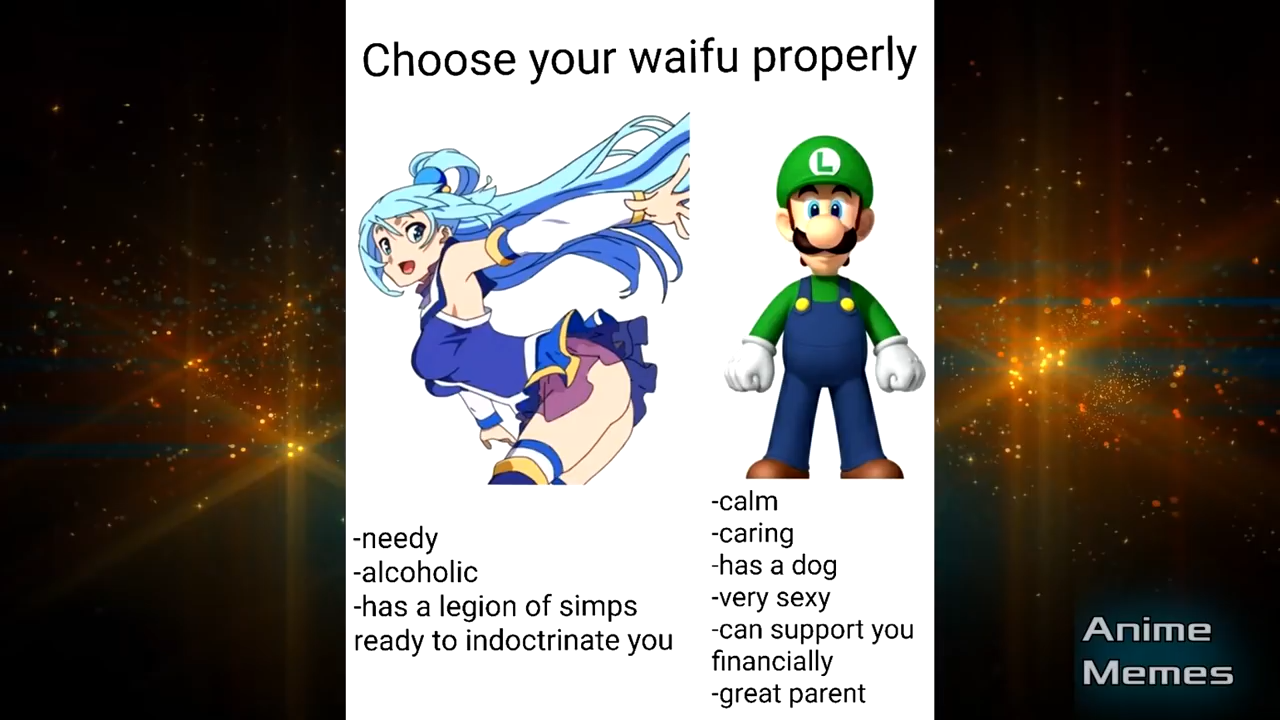 Choose your waifu properly
L
-needy
-alcoholic
-has a legion of simps
ready to indoctrinate you
-calm
-caring
-has a dog
-very sexy
-can support you
financially
-great parent
Anime
Memes